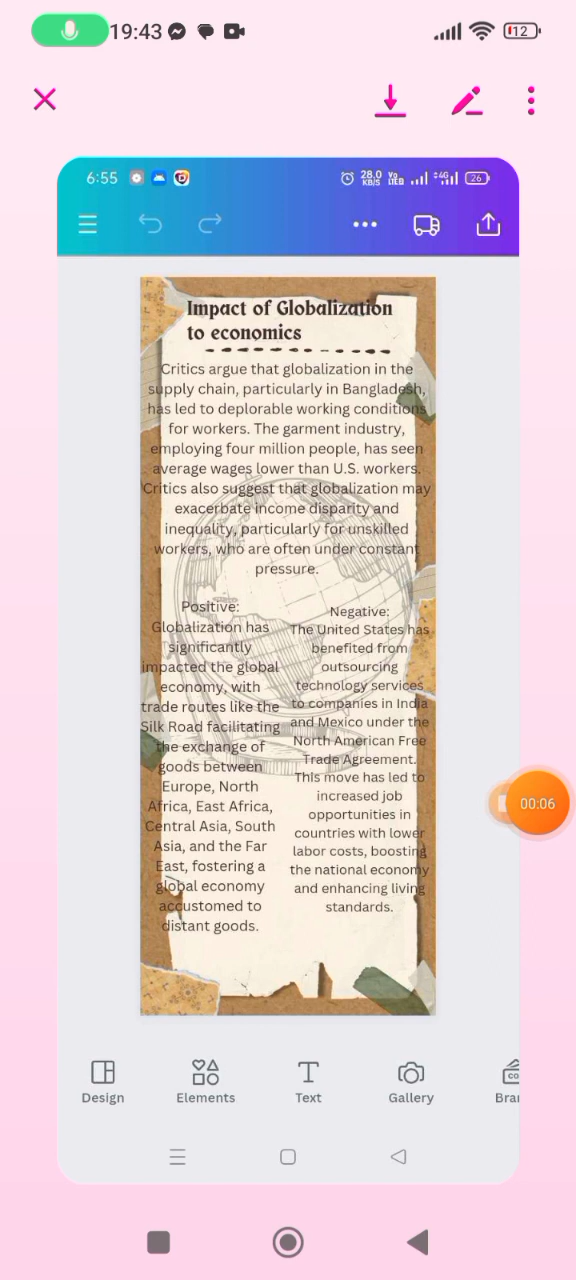 19:43
12
6:55
28.0
KB/S
Vo
LTE
4G
26
Impact of Globalization
to economics
Critics argue that globalization in the
supply chain, particularly in Bangladesh,
has led to deplorable working conditions
for workers. The garment industry,
employing four million people, has seen
average wages lower than U.S. workers.
Critics also suggest that globalization may
exacerbate income disparity and
inequality, particularly for unskilled
workers, who are often under constant
pressure.
Positive:
Globalization has
significantly
impacted the global
economy, with
trade routes like the
Silk Road facilitating
the exchange of
goods between
Europe, North
Africa, East Africa,
Central Asia, South
Asia, and the Far
East, fostering a
global economy
accustomed to
distant goods.
Negative:
The United States has
benefited from
outsourcing
technology services
to companies in India
and Mexico under the
North American Free
Trade Agreement.
This move has led to
increased job
opportunities in
countries with lower
labor costs, boosting
the national economy
and enhancing living
standards.
00:06
Design
Elements
Text
Gallery
Bran